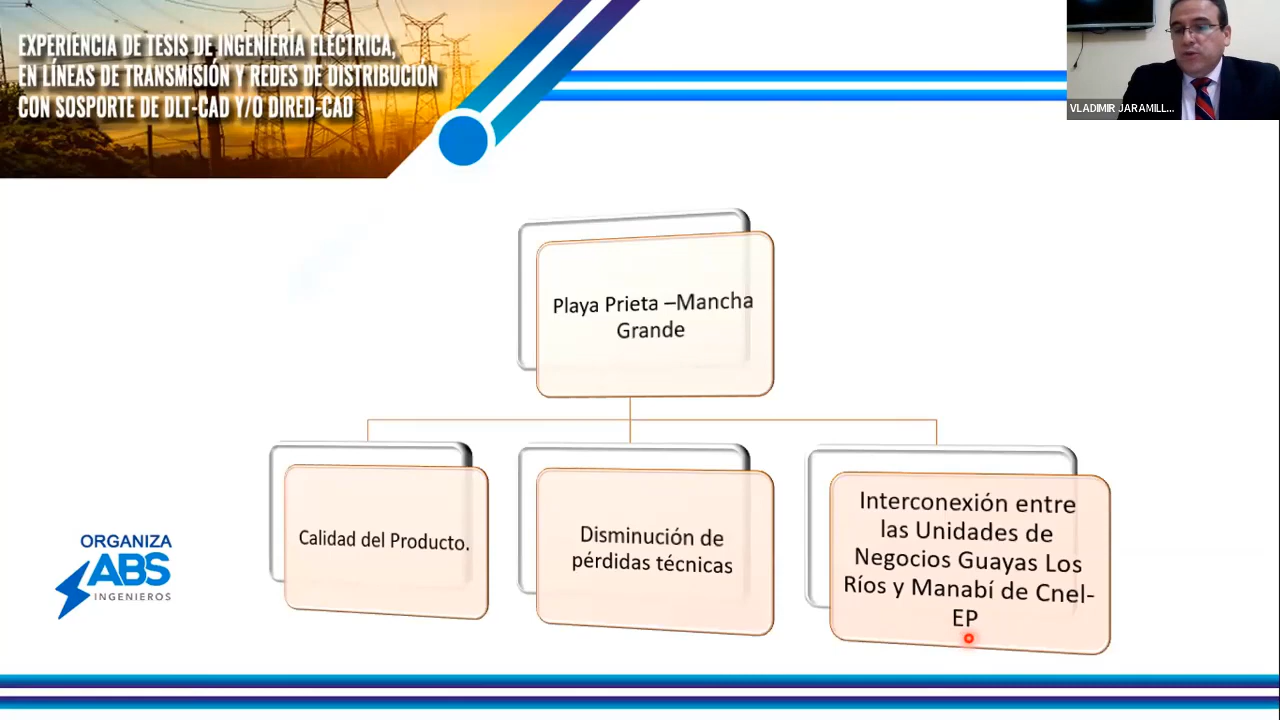 EXPERIENCIA DE TESIS DE INGENIERÍA ELÉCTRICA,
EN LÍNEAS DE TRANSMISIÓN Y REDES DE DISTRIBUCIÓN
CON SOSPORTE DE DLT-CAD Y/O DIRED-CAD
VLADIMIR JARAMILL...
Playa Prieta –Mancha
Grande
Calidad del Producto.
Disminución de
pérdidas técnicas
Interconexión entre
las Unidades de
Negocios Guayas Los
Ríos y Manabí de Cnel-
EP
ORGANIZA
ABS
INGENIEROS